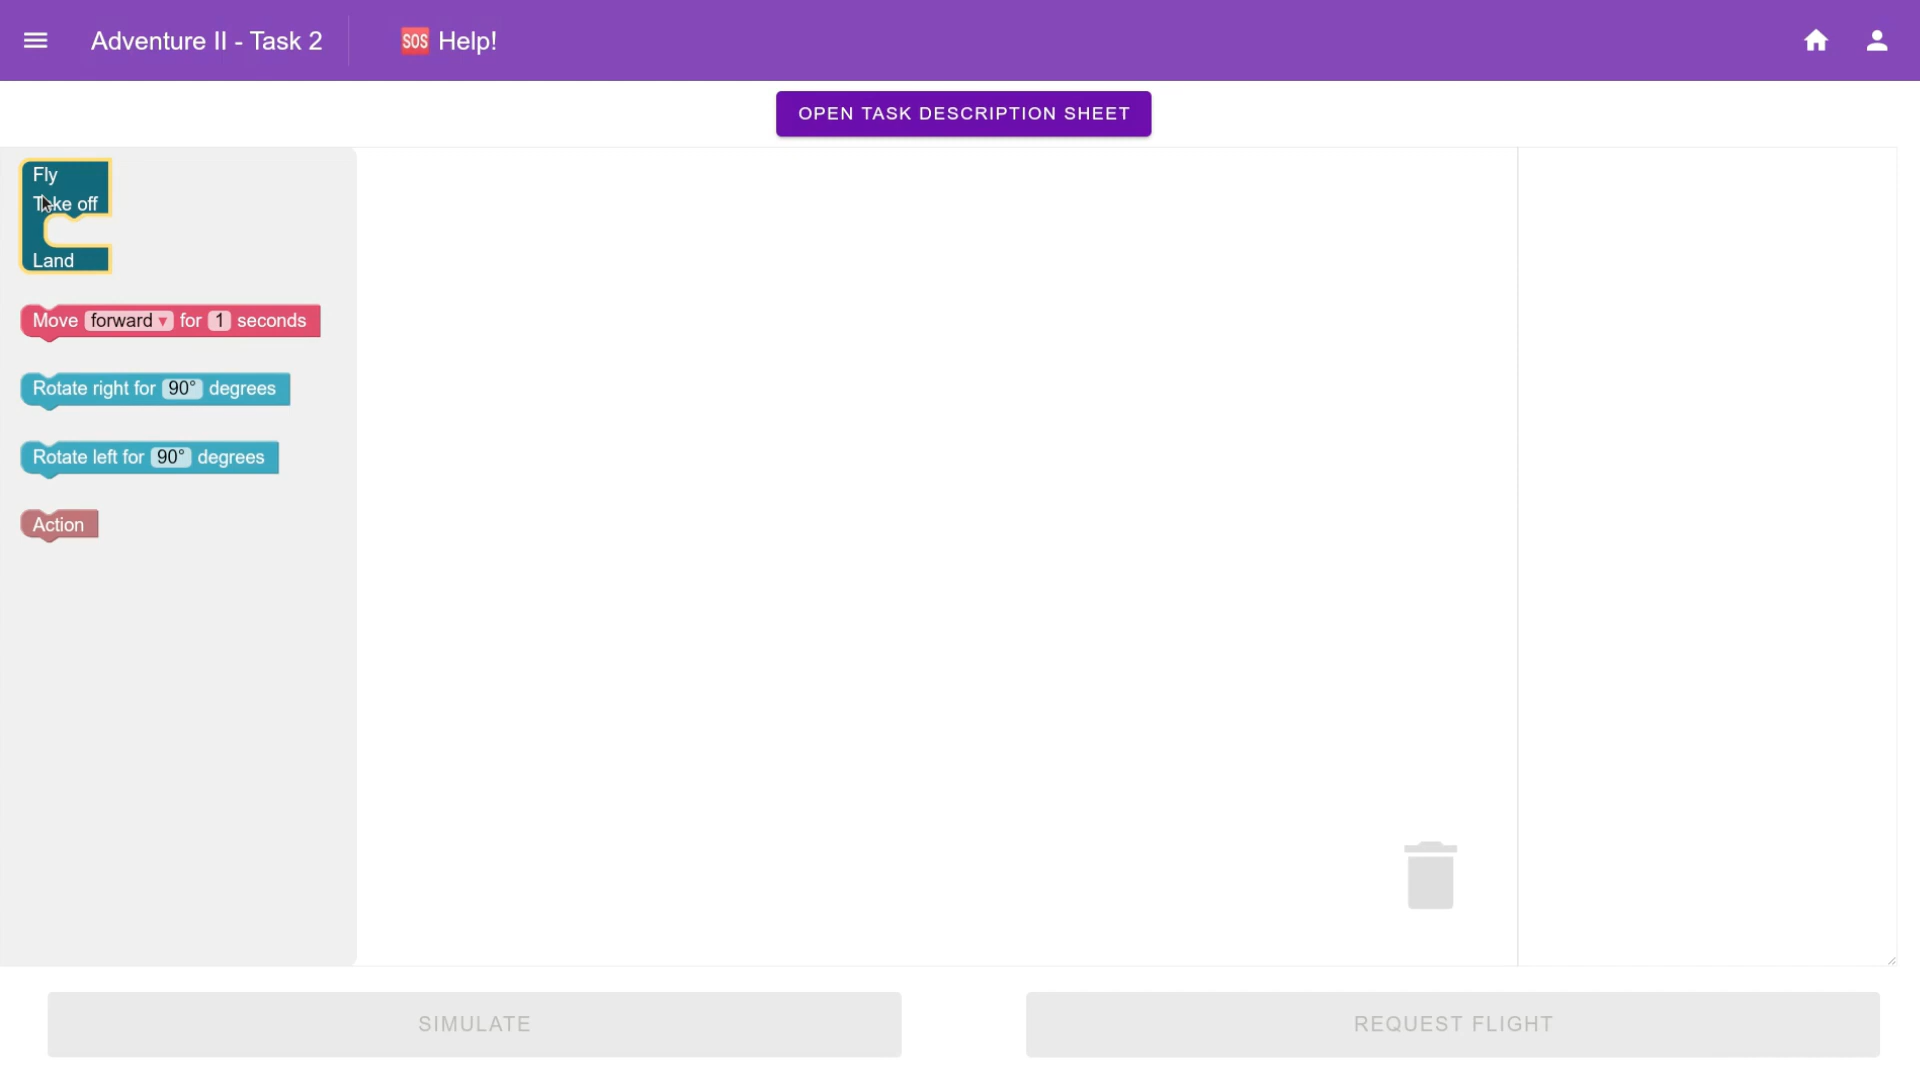 Adventure II - Task 2
SOS Help!
OPEN TASK DESCRIPTION SHEET
Fly
Take off
Land
Move forward for 1 seconds
Rotate right for 90° degrees
Rotate left for 90° degrees
Action
SIMULATE
REQUEST FLIGHT